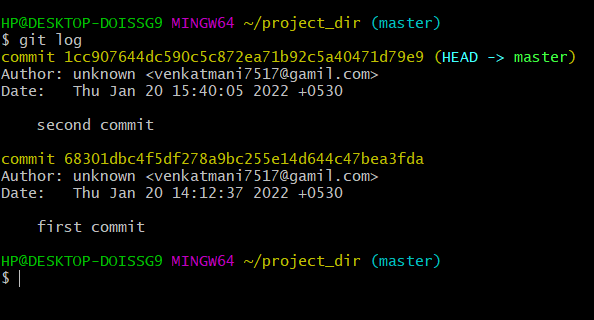 HP@DESKTOP-DOISSG9 MINGW64 ~/project_dir (master)
$ git log
commit 1cc907644dc590c5c872ea71b92c5a40471d79e9 (HEAD -> master)
Author: unknown <venkatmani7517@gamil.com>
Date:   Thu Jan 20 15:40:05 2022 +0530

    second commit

commit 68301dbc4f5df278a9bc255e14d644c47bea3fda
Author: unknown <venkatmani7517@gamil.com>
Date:   Thu Jan 20 14:12:37 2022 +0530

    first commit

HP@DESKTOP-DOISSG9 MINGW64 ~/project_dir (master)
$